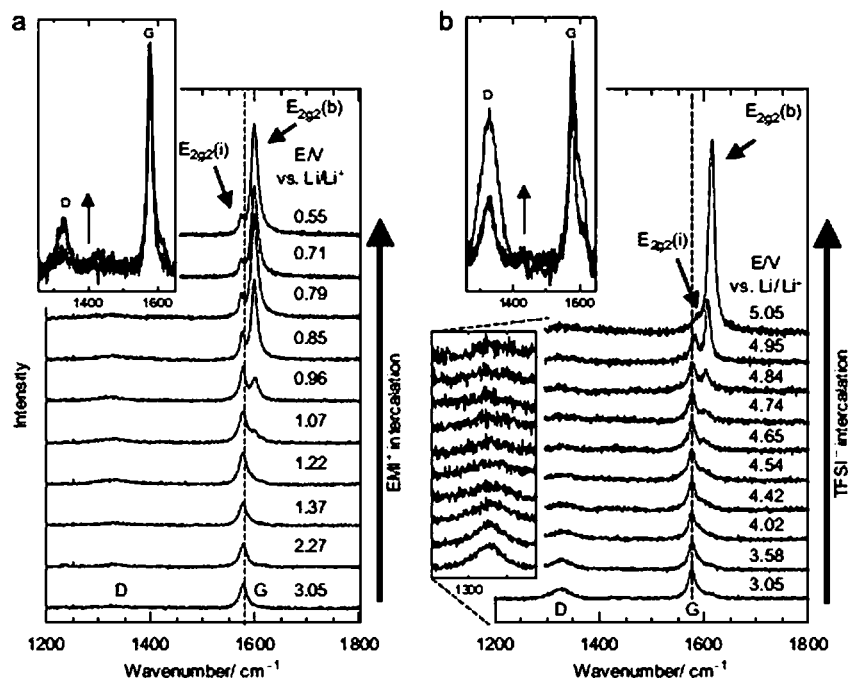 a
G
D
1400 1600
E2g2(b)
E2g2(i)
E/V
vs. Li/Li+
0.55
0.71
0.79
0.85
0.96
1.07
1.22
1.37
2.27
3.05
D G
EMI+ intercalation
Intensity
1200 1400 1600 1800
Wavenumber/ cm-1
b
G
D
1400 1600
E2g2(b)
E2g2(i)
E/V
vs. Li/Li+
5.05
4.95
4.84
4.74
4.65
4.54
4.42
4.02
3.58
3.05
1300
D G
TFSI- intercalation
1200 1400 1600 1800
Wavenumber/ cm-1